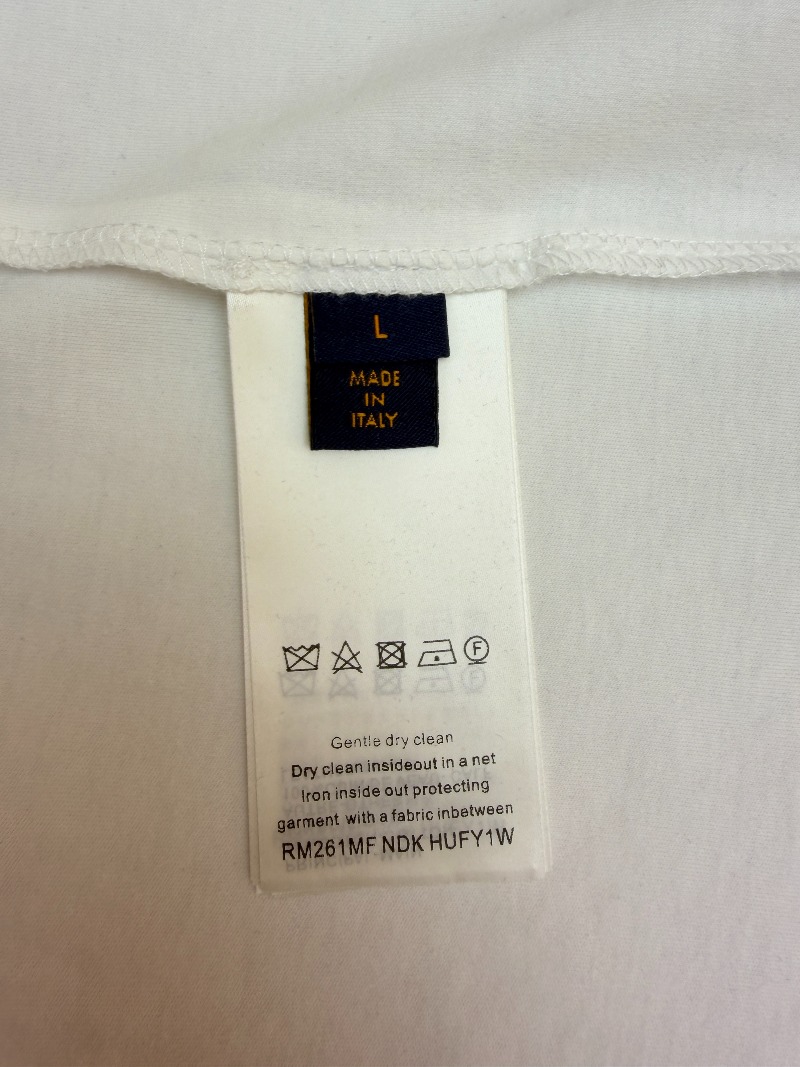 L
MADE
IN
ITALY
F
Gentle dry clean
Dry clean insideout in a net
Iron inside out protecting
garment with a fabric inbetween
RM261MF NDK HUFY1W